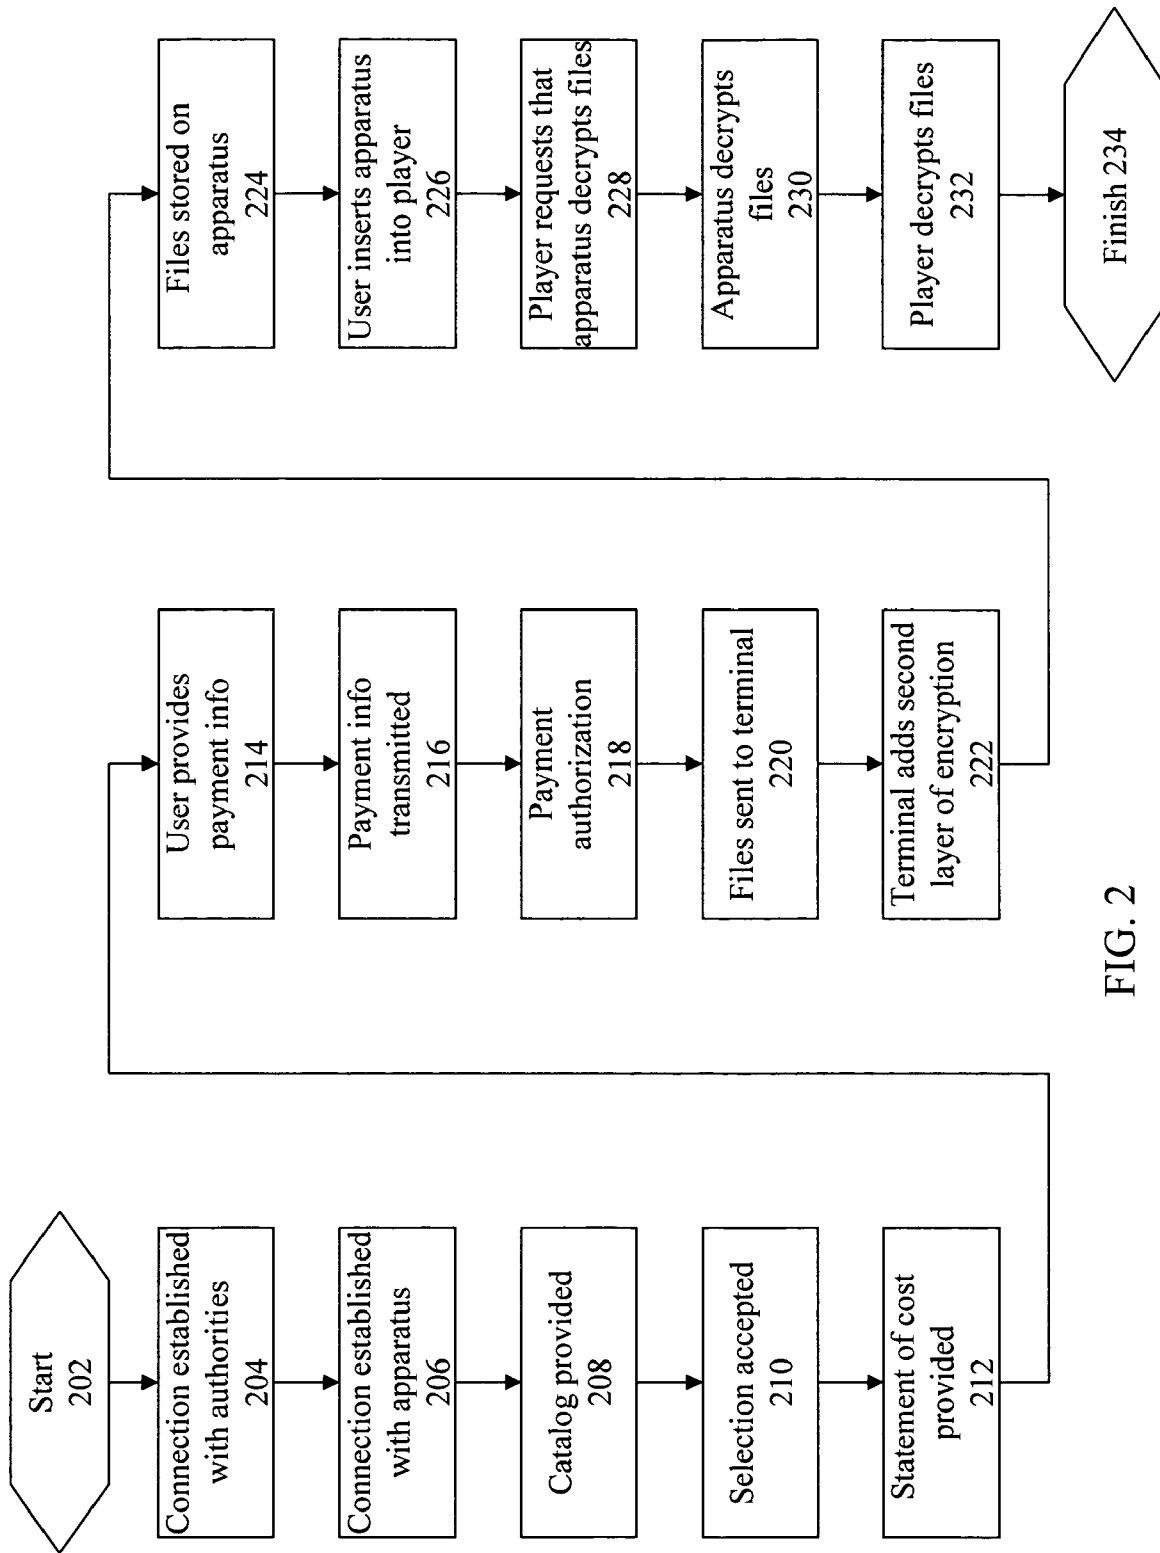 Start
202
Connection established
with authorities
204
Connection established
with apparatus
206
Catalog provided
208
Selection accepted
210
Statement of cost
provided
212
User provides
payment info
214
Payment info
transmitted
216
Payment
authorization
218
Files sent to terminal
220
Terminal adds second
layer of encryption
222
Files stored on
apparatus
224
User inserts apparatus
into player
226
Player requests that
apparatus decrypts files
228
Apparatus decrypts
files
230
Player decrypts files
232
Finish 234
FIG. 2